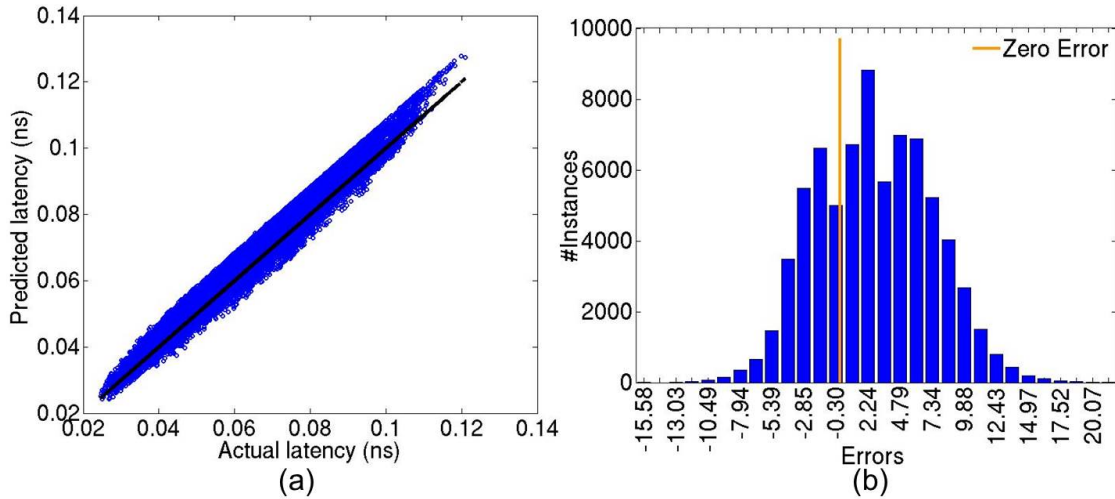 0.14
0.12
0.1
0.08
0.06
0.04
0.02
Predicted latency (ns)
0.02 0.04 0.06 0.08 0.10 0.12 0.14
Actual latency (ns)
(a)
10000
8000
6000
4000
2000
0
#Instances
Zero Error
-15.58 -13.03 -10.49 -7.94 -5.39 -2.85 -0.30 2.24 4.79 7.34 9.88 12.43 14.97 17.52 20.07
Errors
(b)